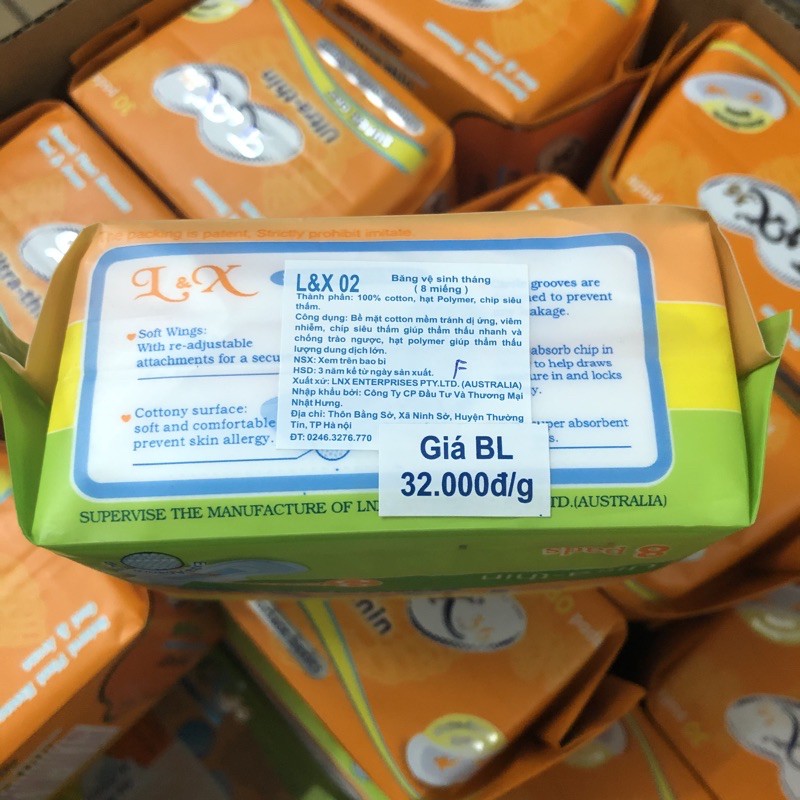 packing is patent, Strictly prohibit imitate.
L&X
Soft Wings:
With re-adjustable
attachments for a secu
Cottony surface:
soft and comfortable
prevent skin allergy.
L&X 02
Băng vệ sinh tháng
( 8 miếng )
Thành phần: 100% cotton, hạt Polymer, chip siêu
thấm.
Công dụng: Bề mặt cotton mềm tránh dị ứng, viêm
nhiễm, chip siêu thấm giúp thẩm thấu nhanh và
chống trào ngược, hạt polymer giúp thẩm thấu
lượng dung dịch lớn.
NSX: Xem trên bao bì
HSD: 3 năm kể từ ngày sản xuất.
F
Xuất xứ: LNX ENTERPRISES PTY.LTD. (AUSTRALIA)
Nhập khẩu bởi: Công Ty CP Đầu Tư Và Thương Mại
Nhật Hưng.
Địa chỉ: Thôn Bằng Sở, Xã Ninh Sở, Huyện Thường
Tín, TP Hà nội
ĐT: 0246.3276.770
grooves are
ed to prevent
akage.
absorb chip in
to help draws
ure in and locks
y.
uper absorbent
s.
Giá BL
32.000đ/g
SUPERVISE THE MANUFACTURE OF LN
TD.(AUSTRALIA)
8 Pads
Ultra-thin
L&X
Ultra-thin
30 pads